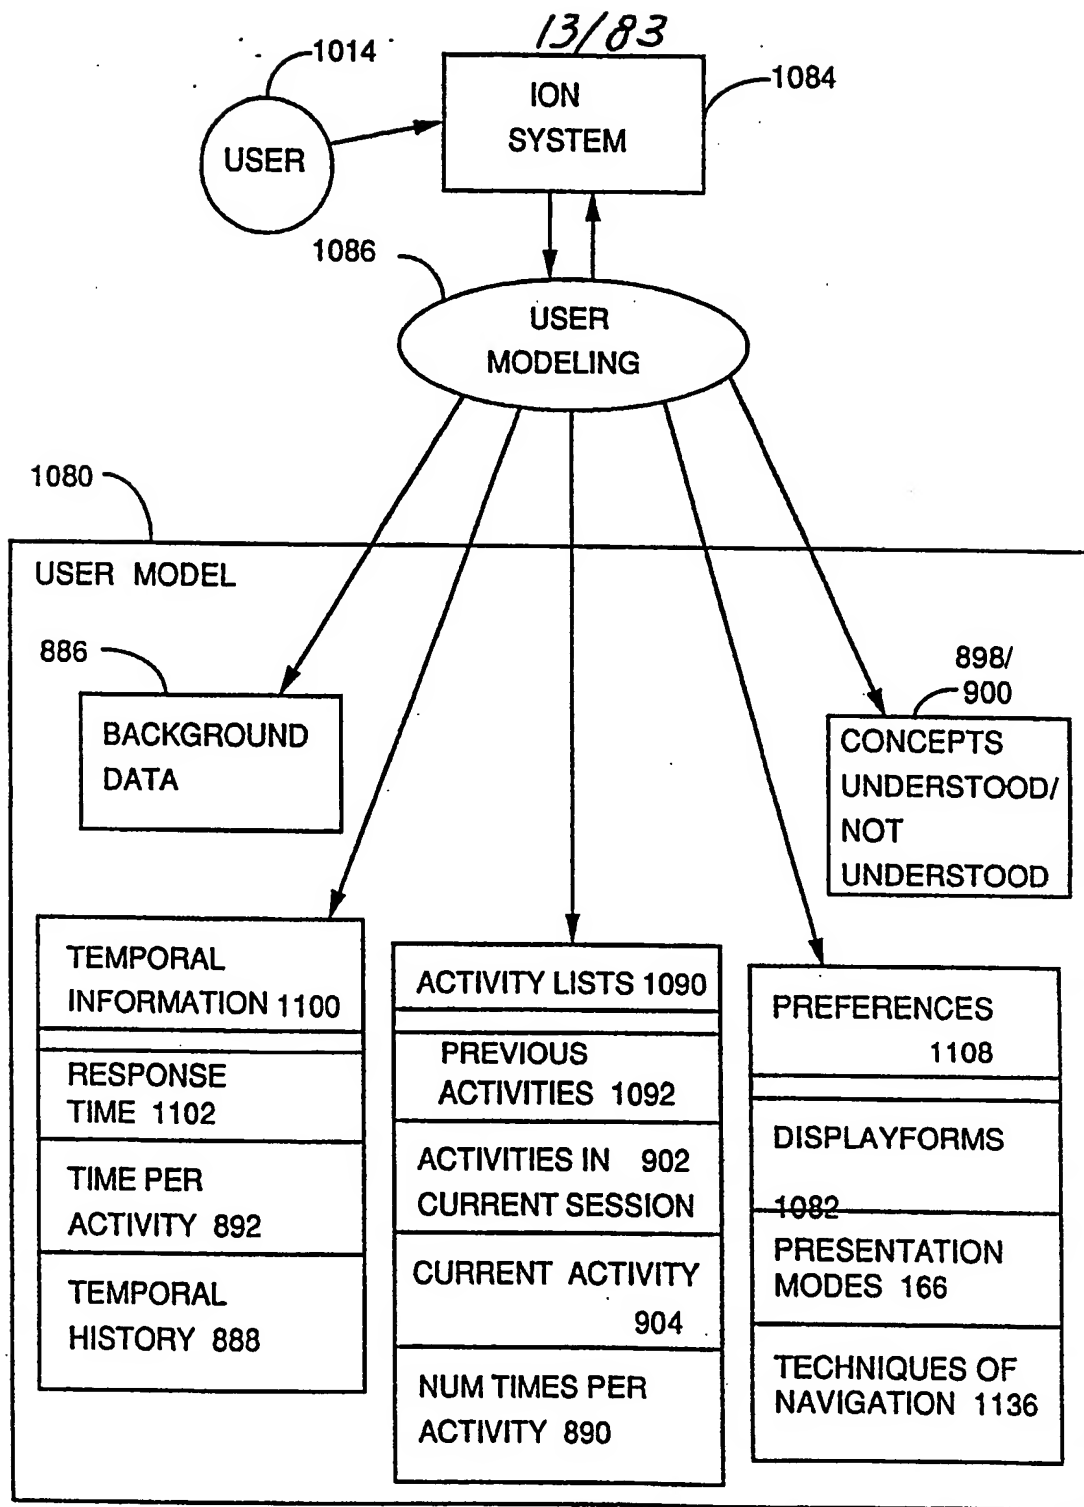 13/83
1014
ION
SYSTEM
1084
USER
1086
USER
MODELING
1080
USER MODEL
886
BACKGROUND
DATA
898/
900
CONCEPTS
UNDERSTOOD/
NOT
UNDERSTOOD
TEMPORAL
INFORMATION 1100
RESPONSE
TIME 1102
TIME PER
ACTIVITY 892
TEMPORAL
HISTORY 888
ACTIVITY LISTS 1090
PREVIOUS
ACTIVITIES 1092
ACTIVITIES IN 902
CURRENT SESSION
CURRENT ACTIVITY
904
NUM TIMES PER
ACTIVITY 890
PREFERENCES
1108
DISPLAYFORMS
1082
PRESENTATION
MODES 166
TECHNIQUES OF
NAVIGATION 1136